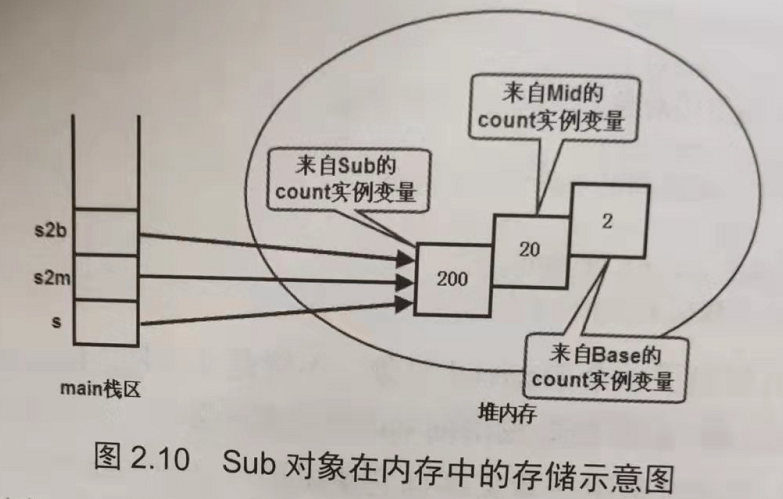 来自Mid的
count实例变量
来自Sub的
count实例变量
2
20
200
s2b
s2m
s
来自Base的
count实例变量
main栈区
堆内存
图 2.10 Sub 对象在内存中的存储示意图